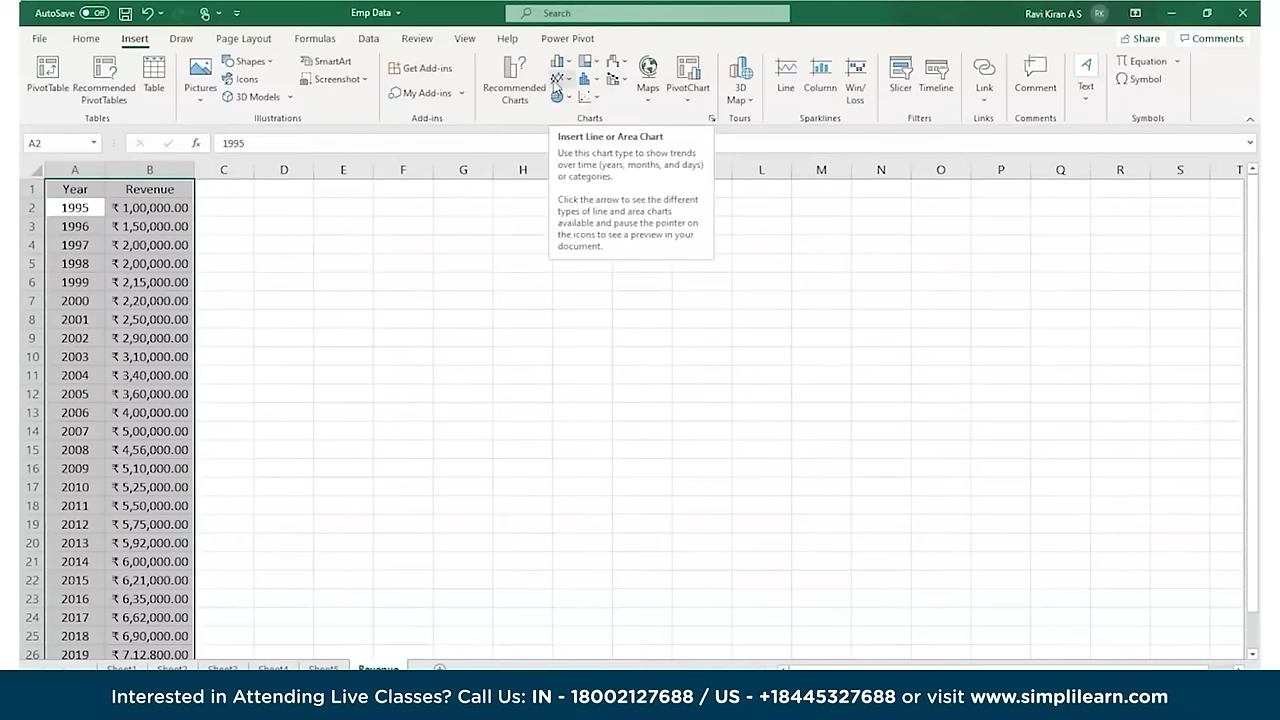 AutoSave Off Emp Data Search Ravi Kiran A S RK
File Home Insert Draw Page Layout Formulas Data Review View Help Power Pivot Share Comments
PivotTable Recommended PivotTables Table
Tables
Pictures Shapes Icons 3D Models SmartArt Screenshot
Illustrations
Get Add-ins
My Add-ins
Add-ins
Recommended Charts Maps PivotChart
Charts
3D Map
Tours
Line Column Win/Loss
Sparklines
Slicer Timeline
Filters
Link
Links
Comment
Comments
Text
Equation
Symbol
Symbols
A2 fx 1995
Insert Line or Area Chart
Use this chart type to show trends
over time (years, months, and days)
or categories.
Click the arrow to see the different
types of line and area charts
available and pause the pointer on
the icons to see a preview in your
document.
A B C D E F G H L M N O P Q R S T
1 Year Revenue
2 1995 ₹ 1,00,000.00
3 1996 ₹ 1,50,000.00
4 1997 ₹ 2,00,000.00
5 1998 ₹ 2,00,000.00
6 1999 ₹ 2,15,000.00
7 2000 ₹ 2,20,000.00
8 2001 ₹ 2,50,000.00
9 2002 ₹ 2,90,000.00
10 2003 ₹ 3,10,000.00
11 2004 ₹ 3,40,000.00
12 2005 ₹ 3,60,000.00
13 2006 ₹ 4,00,000.00
14 2007 ₹ 5,00,000.00
15 2008 ₹ 4,56,000.00
16 2009 ₹ 5,10,000.00
17 2010 ₹ 5,25,000.00
18 2011 ₹ 5,50,000.00
19 2012 ₹ 5,75,000.00
20 2013 ₹ 5,92,000.00
21 2014 ₹ 6,00,000.00
22 2015 ₹ 6,21,000.00
23 2016 ₹ 6,35,000.00
24 2017 ₹ 6,62,000.00
25 2018 ₹ 6,90,000.00
26 2019 ₹ 7,12,800.00
Sheet1 Sheet2 Sheet3 Sheet4 Sheet5 Revenue
Interested in Attending Live Classes? Call Us: IN - 18002127688 / US - +18445327688 or visit www.simplilearn.com